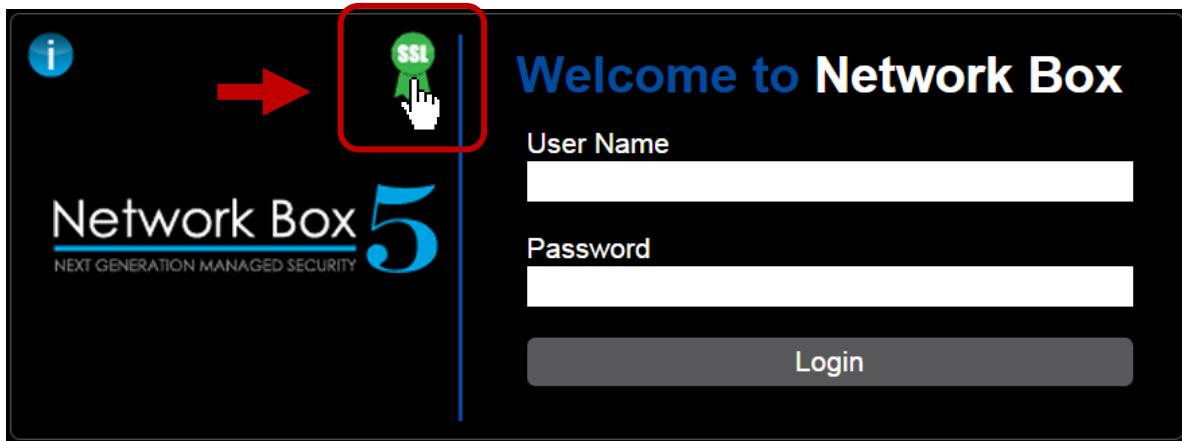 i
SSL
Network Box 5
NEXT GENERATION MANAGED SECURITY
Welcome to Network Box
User Name
Password
Login